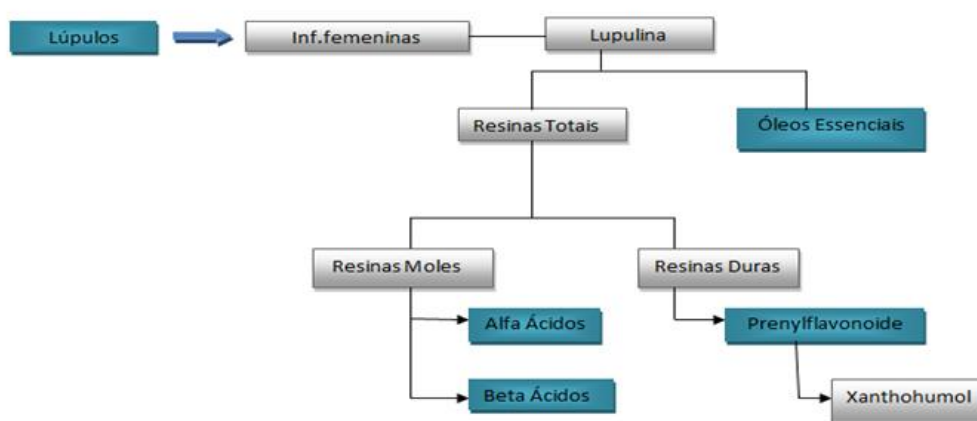 Lúpulos
Inf.femeninas
Lupulina
Resinas Totais
Óleos Essenciais
Resinas Moles
Resinas Duras
Alfa Ácidos
Prenylflavonoide
Beta Ácidos
Xanthohumol